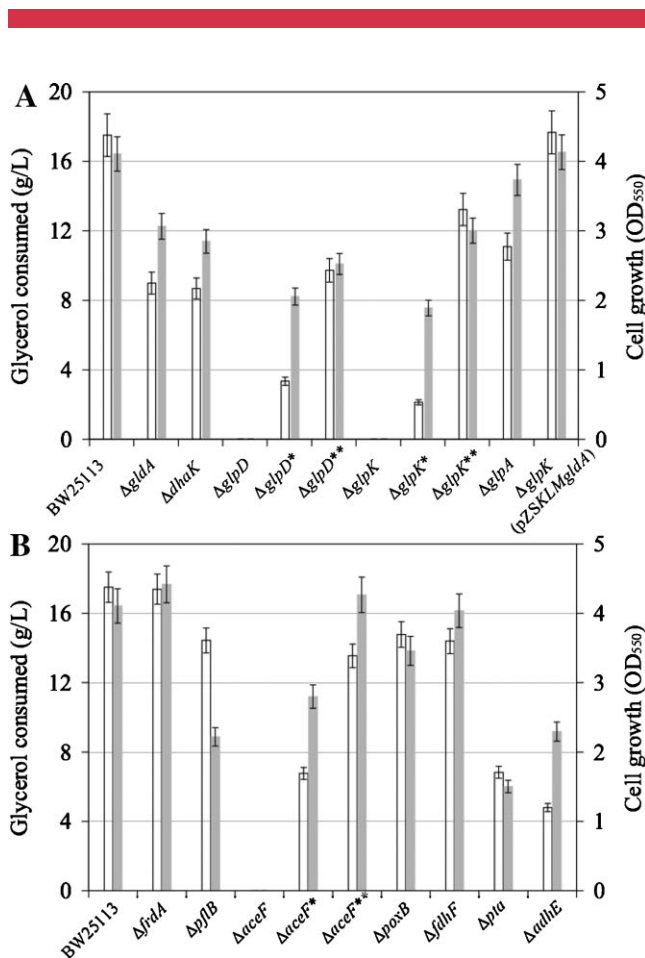 A
Glycerol consumed (g/L)
20
16
12
8
4
0
5
4
3
2
1
0
Cell growth (OD550)
BW25113
ΔgldA
ΔdhaK
ΔglpD
ΔglpD*
ΔglpD**
ΔglpK
ΔglpK*
ΔglpK**
ΔglpA
ΔglpK
(pZSKLMgldA)
B
Glycerol consumed (g/L)
20
16
12
8
4
0
5
4
3
2
1
0
Cell growth (OD550)
BW25113
ΔfrdA
ΔpflB
ΔaceF
ΔaceF*
ΔaceF**
ΔpoxB
ΔfdhF
Δpta
ΔadhE